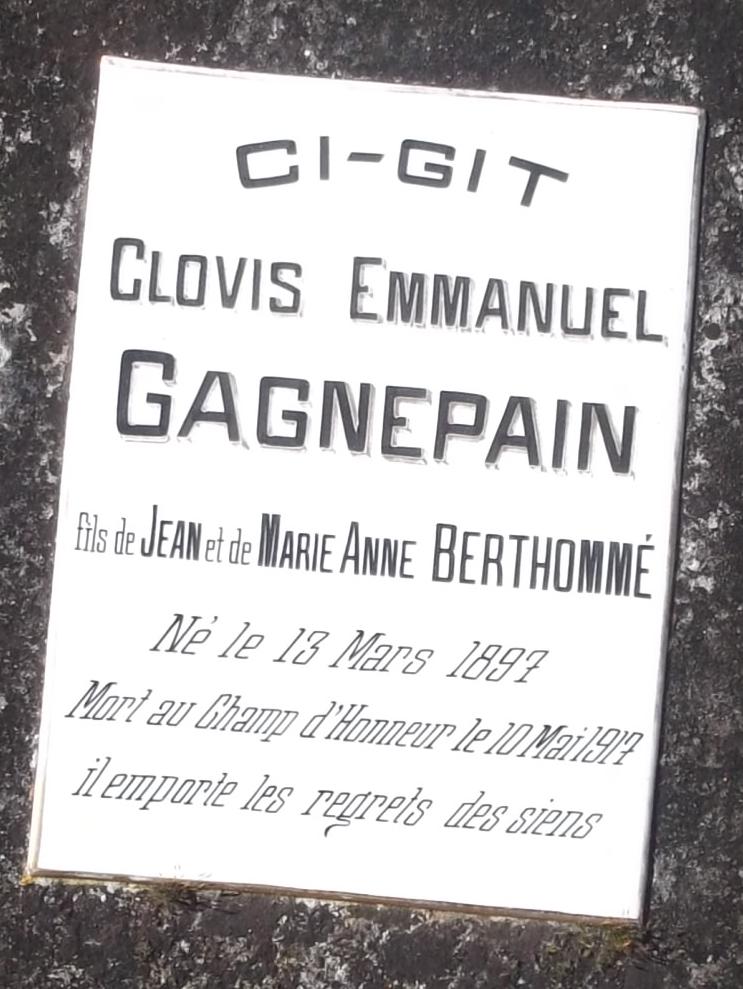 CI-GIT
CLOVIS EMMANUEL
GAGNEPAIN
fils de JEAN et de MARIE ANNE BERTHOMMÉ
Né le 13 Mars 1897
Mort au Champ d'Honneur le 10 Mai 1917
il emporte les regrets des siens